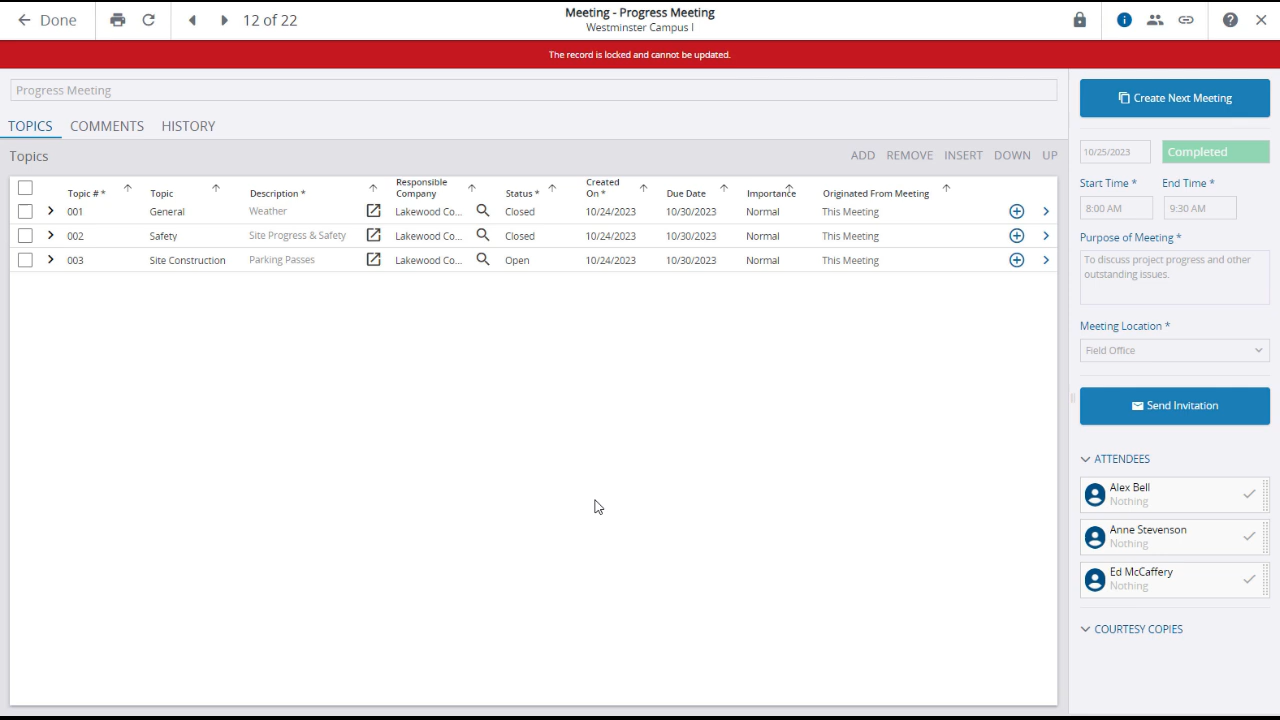 Done
12 of 22
Meeting - Progress Meeting
Westminster Campus I
The record is locked and cannot be updated.
Progress Meeting
TOPICS COMMENTS HISTORY
Topics
ADD REMOVE INSERT DOWN UP
Topic # * Topic Description * Responsible Company Status * Created On * Due Date Importance Originated From Meeting
001 General Weather Lakewood Co... Closed 10/24/2023 10/30/2023 Normal This Meeting
002 Safety Site Progress & Safety Lakewood Co... Closed 10/24/2023 10/30/2023 Normal This Meeting
003 Site Construction Parking Passes Lakewood Co... Open 10/24/2023 10/30/2023 Normal This Meeting
Create Next Meeting
10/25/2023 Completed
Start Time * End Time *
8:00 AM 9:30 AM
Purpose of Meeting *
To discuss project progress and other
outstanding issues.
Meeting Location *
Field Office
Send Invitation
ATTENDEES
Alex Bell
Nothing
Anne Stevenson
Nothing
Ed McCaffery
Nothing
COURTESY COPIES